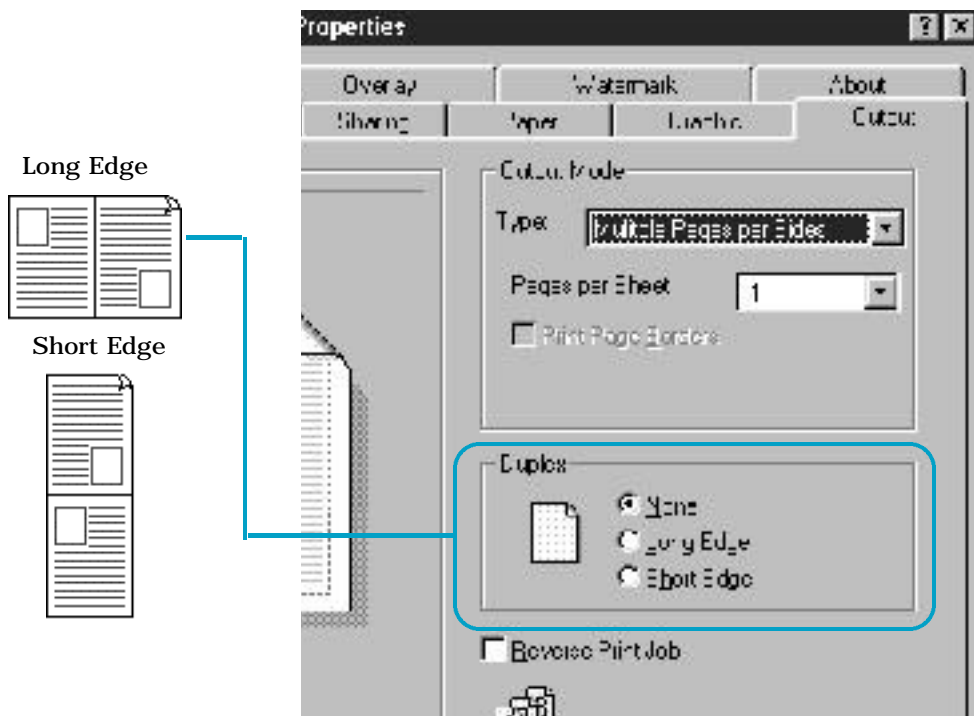 Properties
Overlay Watermark About
Sharing Paper Graphic Output
Long Edge
Short Edge
Output Mode
Type: Multiple Pages per Sides
Pages per Sheet 1
Print Page Borders
Duplex
None
Long Edge
Short Edge
Reverse Print Job